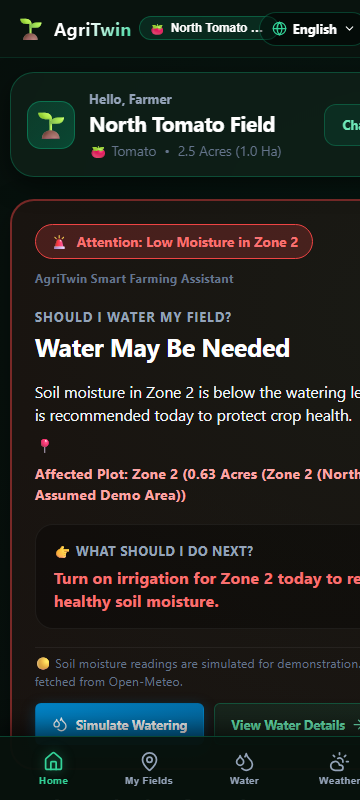 AgriTwin
North Tomato ...
English
Hello, Farmer
North Tomato Field
Tomato • 2.5 Acres (1.0 Ha)
Attention: Low Moisture in Zone 2
AgriTwin Smart Farming Assistant
SHOULD I WATER MY FIELD?
Water May Be Needed
Soil moisture in Zone 2 is below the watering
is recommended today to protect crop health.
Affected Plot: Zone 2 (0.63 Acres (Zone 2 (North
Assumed Demo Area))
WHAT SHOULD I DO NEXT?
Turn on irrigation for Zone 2 today to
healthy soil moisture.
Soil moisture readings are simulated for demonstration.
fetched from Open-Meteo.
Simulate Watering
View Water Details →
Home
My Fields
Water
Weather